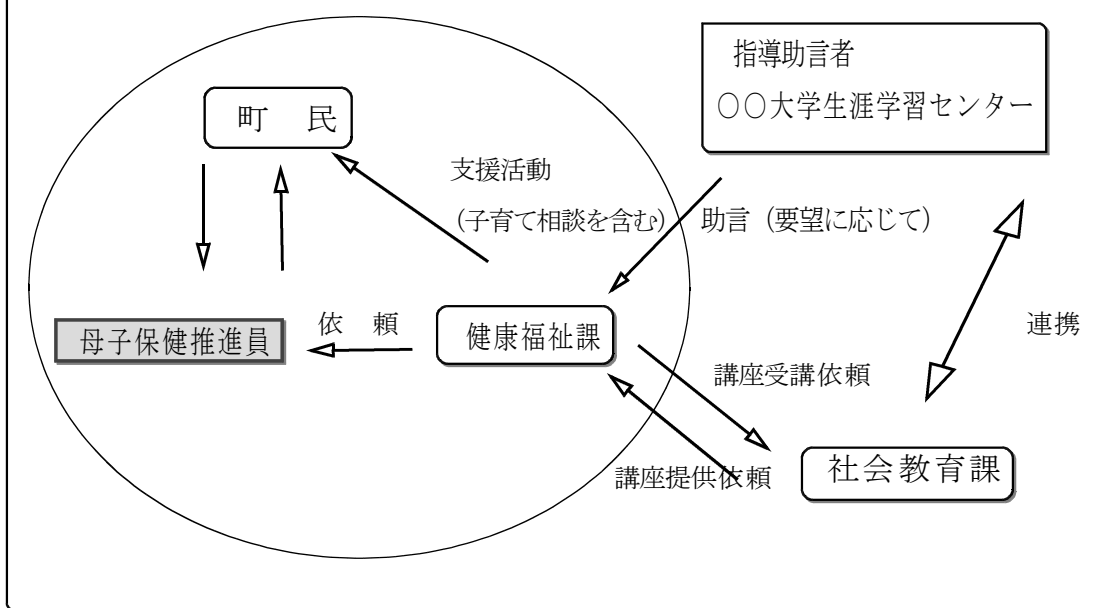 指導助言者
○○大学生涯学習センター
町　民
支援活動
(子育て相談を含む)
助言（要望に応じて）
母子保健推進員
依　頼
健康福祉課
連携
講座受講依頼
講座提供依頼
社会教育課